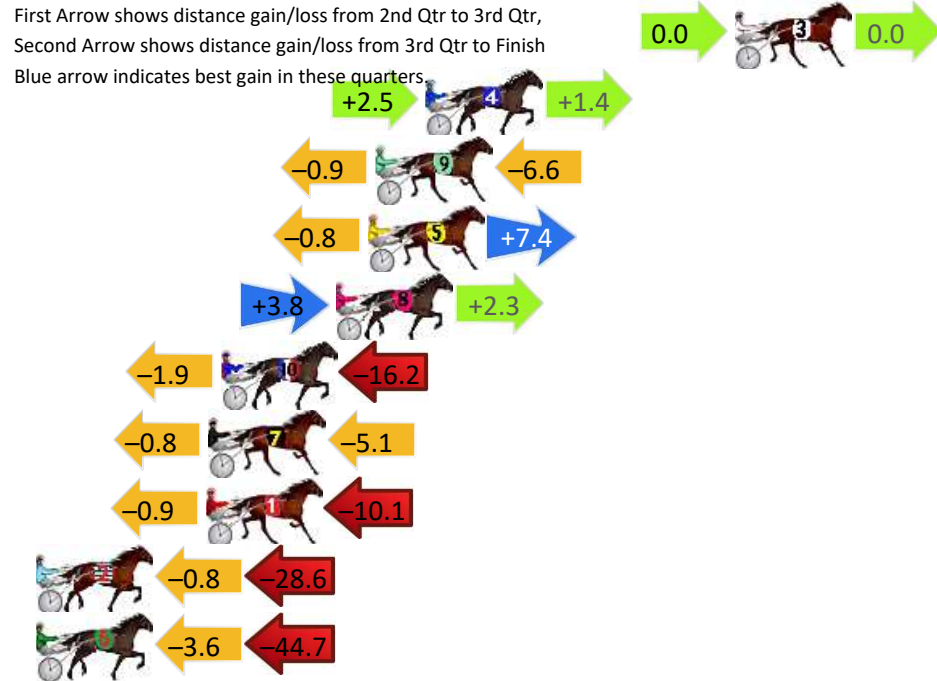 First Arrow shows distance gain/loss from 2nd Qtr to 3rd Qtr,
Second Arrow shows distance gain/loss from 3rd Qtr to Finish
Blue arrow indicates best gain in these quarters.
0.0 3 0.0
+2.5 4 +1.4
–0.9 9 –6.6
–0.8 5 +7.4
+3.8 8 +2.3
–1.9 10 –16.2
–0.8 7 –5.1
–0.9 1 –10.1
2 –0.8 –28.6
6 –3.6 –44.7